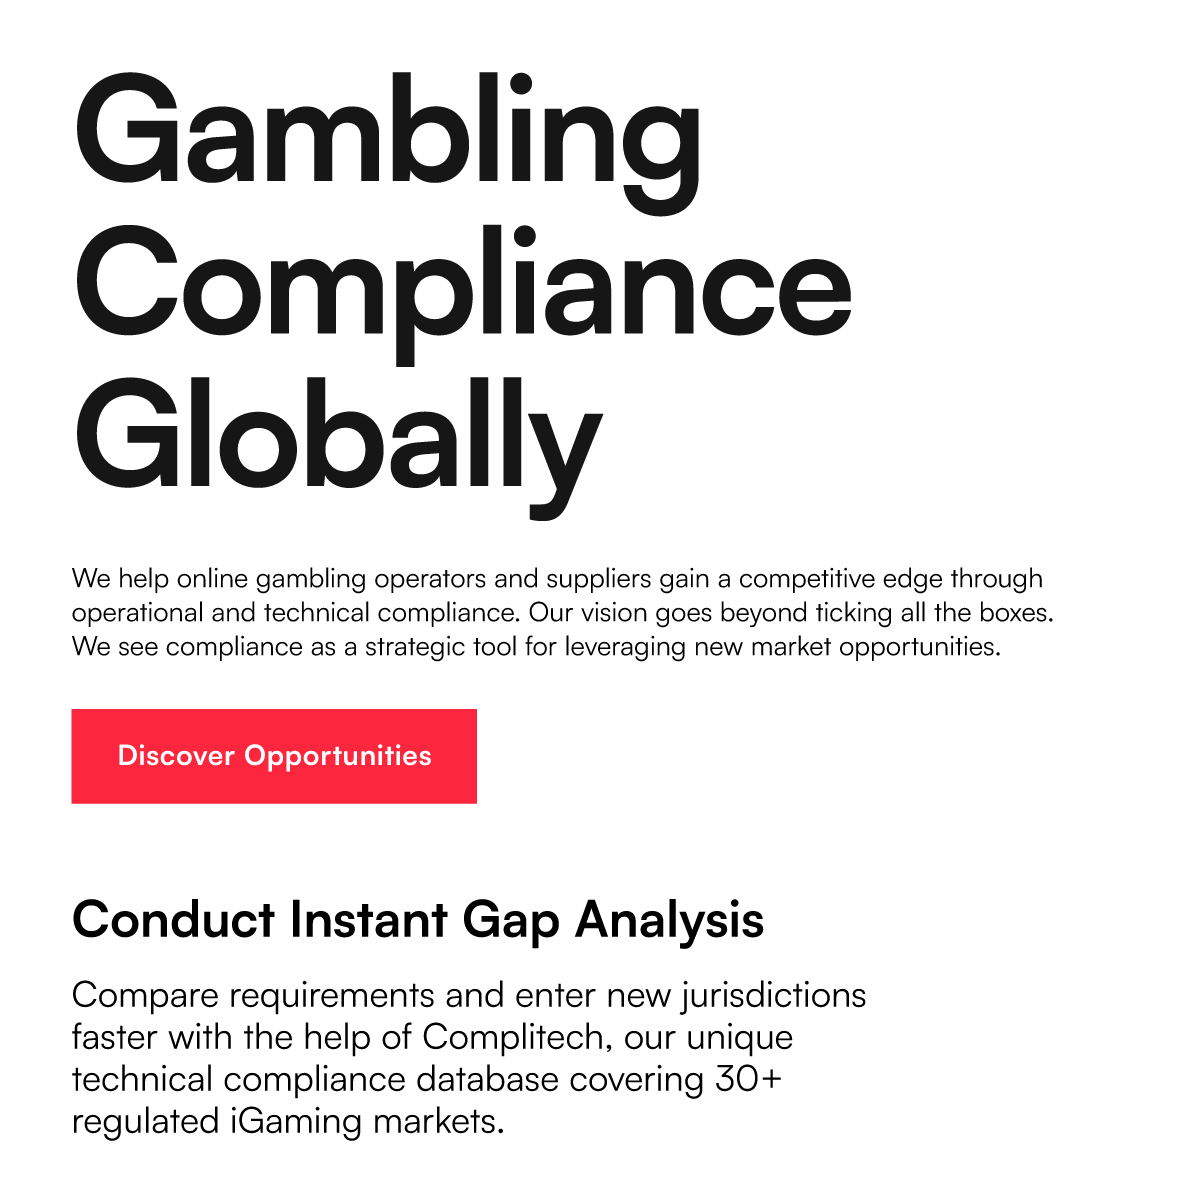 Gambling
Compliance
Globally
We help online gambling operators and suppliers gain a competitive edge through
operational and technical compliance. Our vision goes beyond ticking all the boxes.
We see compliance as a strategic tool for leveraging new market opportunities.
Discover Opportunities
Conduct Instant Gap Analysis
Compare requirements and enter new jurisdictions
faster with the help of Complitech, our unique
technical compliance database covering 30+
regulated iGaming markets.